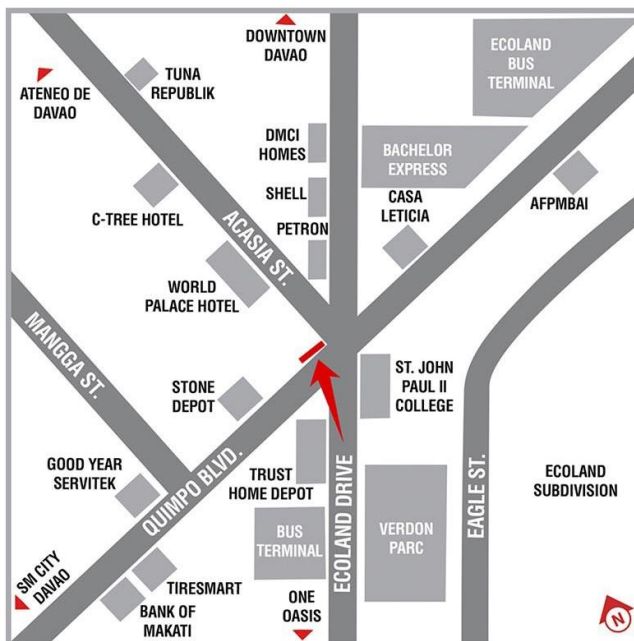 DOWNTOWN
DAVAO
ECOLAND
BUS
TERMINAL
TUNA
REPUBLIK
ATENEO DE
DAVAO
DMCI
HOMES
BACHELOR
EXPRESS
SHELL
CASA
LETICIA
AFPMBAI
C-TREE HOTEL
PETRON
ACASIA ST.
WORLD
PALACE HOTEL
MANGGA ST.
STONE
DEPOT
ST. JOHN
PAUL II
COLLEGE
GOOD YEAR
SERVITEK
QUIMPO BLVD.
TRUST
HOME DEPOT
ECOLAND DRIVE
EAGLE ST.
ECOLAND
SUBDIVISION
BUS
TERMINAL
VERDON
PARC
SM CITY
DAVAO
TIRESMART
BANK OF
MAKATI
ONE
OASIS
N